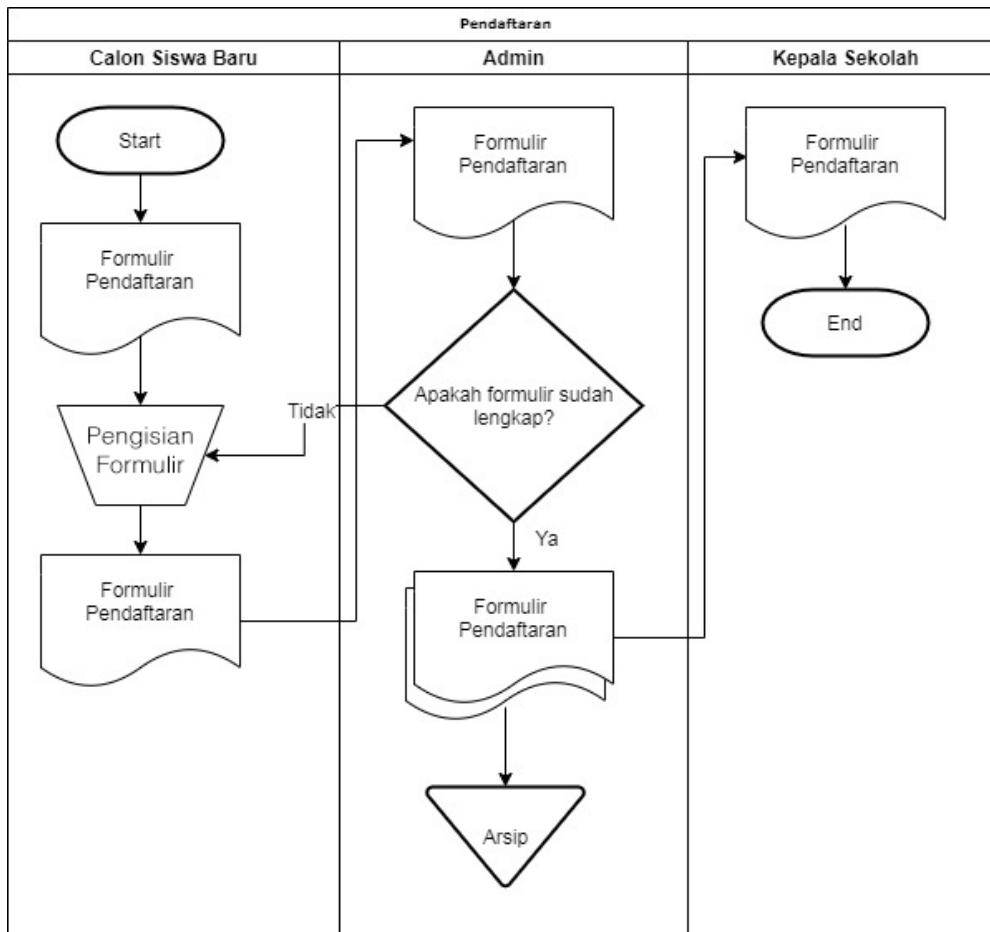 Pendaftaran
Calon Siswa Baru
Admin
Kepala Sekolah
Start
Formulir
Pendaftaran
Pengisian
Formulir
Formulir
Pendaftaran
Formulir
Pendaftaran
Apakah formulir sudah
lengkap?
Tidak
Ya
Formulir
Pendaftaran
Arsip
Formulir
Pendaftaran
End